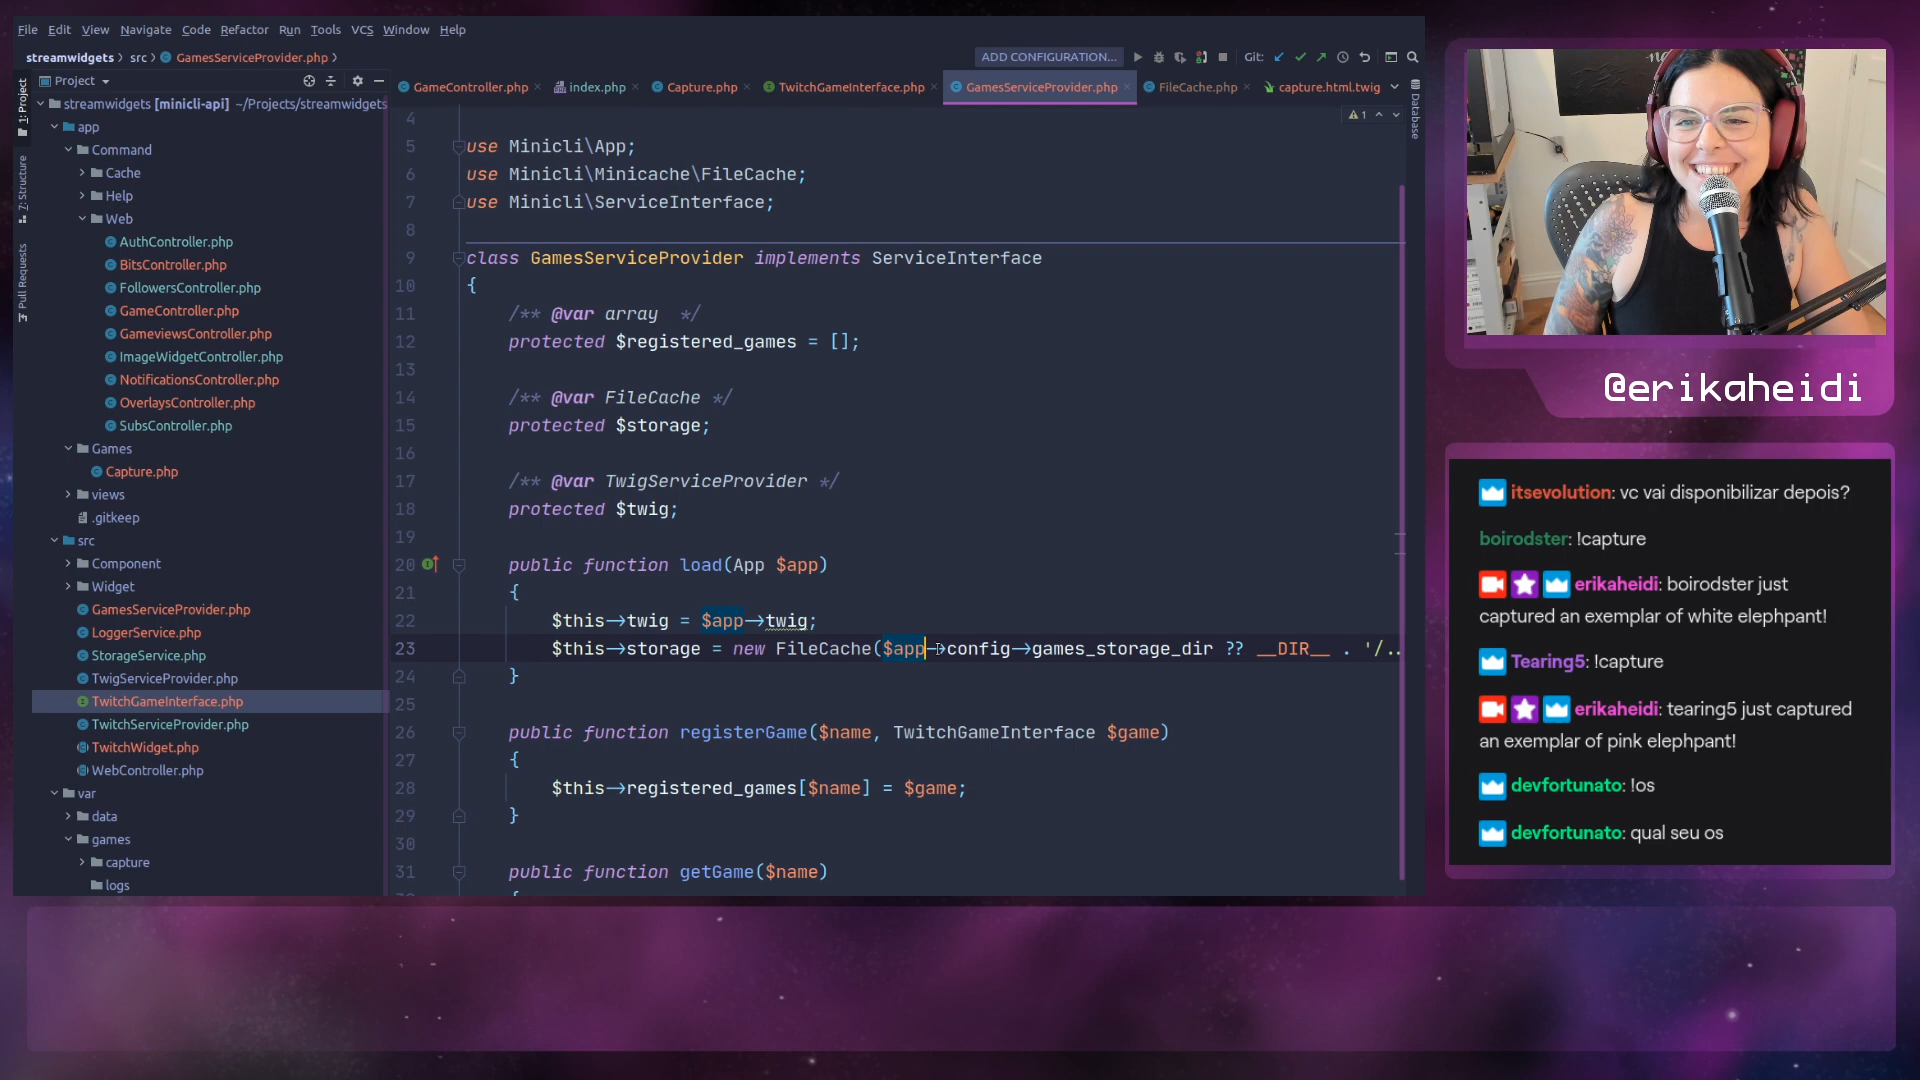 File Edit View Navigate Code Refactor Run Tools VCS Window Help
streamwidgets src GamesServiceProvider.php
ADD CONFIGURATION... Git:
1: Project
7: Structure
Pull Requests
Project
streamwidgets [minicli-api] ~/Projects/streamwidgets
app
Command
Cache
Help
Web
AuthController.php
BitsController.php
FollowersController.php
GameController.php
GameviewsController.php
ImageWidgetController.php
NotificationsController.php
OverlaysController.php
SubsController.php
Games
Capture.php
views
.gitkeep
src
Component
Widget
GamesServiceProvider.php
LoggerService.php
StorageService.php
TwigServiceProvider.php
TwitchGameInterface.php
TwitchServiceProvider.php
TwitchWidget.php
WebController.php
var
data
games
capture
logs
GameController.php index.php Capture.php TwitchGameInterface.php GamesServiceProvider.php FileCache.php capture.html.twig
Database
1
4
5 use Minicli\App;
6 use Minicli\Minicache\FileCache;
7 use Minicli\ServiceInterface;
8
9 class GamesServiceProvider implements ServiceInterface
10 {
11 /** @var array */
12 protected $registered_games = [];
13
14 /** @var FileCache */
15 protected $storage;
16
17 /** @var TwigServiceProvider */
18 protected $twig;
19
20 public function load(App $app)
21 {
22 $this->twig = $app->twig;
23 $this->storage = new FileCache($app->config->games_storage_dir ?? __DIR__ . '/..
24 }
25
26 public function registerGame($name, TwitchGameInterface $game)
27 {
28 $this->registered_games[$name] = $game;
29 }
30
31 public function getGame($name)
{
@erikaheidi
itsevolution: vc vai disponibilizar depois?
boirodster: !capture
erikaheidi: boirodster just
captured an exemplar of white elephpant!
Tearing5: !capture
erikaheidi: tearing5 just captured
an exemplar of pink elephpant!
devfortunato: !os
devfortunato: qual seu os